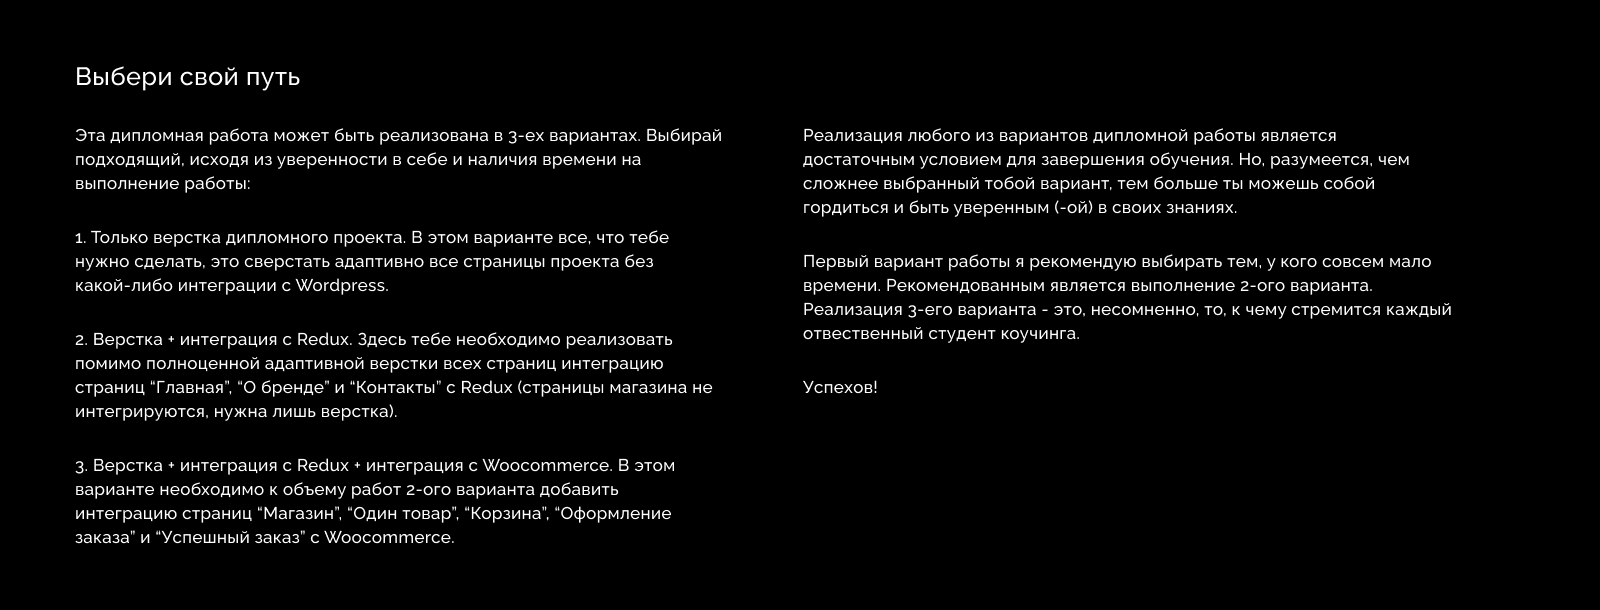 Выбери свой путь
Эта дипломная работа может быть реализована в 3-ех вариантах. Выбирай
подходящий, исходя из уверенности в себе и наличия времени на
выполнение работы:
1. Только верстка дипломного проекта. В этом варианте все, что тебе
нужно сделать, это сверстать адаптивно все страницы проекта без
какой-либо интеграции с Wordpress.
2. Верстка + интеграция с Redux. Здесь тебе необходимо реализовать
помимо полноценной адаптивной верстки всех страниц интеграцию
страниц “Главная”, “О бренде” и “Контакты” с Redux (страницы магазина не
интегрируются, нужна лишь верстка).
3. Верстка + интеграция с Redux + интеграция с Woocommerce. В этом
варианте необходимо к объему работ 2-ого варианта добавить
интеграцию страниц “Магазин”, “Один товар”, “Корзина”, “Оформление
заказа” и “Успешный заказ” с Woocommerce.
Реализация любого из вариантов дипломной работы является
достаточным условием для завершения обучения. Но, разумеется, чем
сложнее выбранный тобой вариант, тем больше ты можешь собой
гордиться и быть уверенным (-ой) в своих знаниях.
Первый вариант работы я рекомендую выбирать тем, у кого совсем мало
времени. Рекомендованным является выполнение 2-ого варианта.
Реализация 3-его варианта - это, несомненно, то, к чему стремится каждый
отвественный студент коучинга.
Успехов!